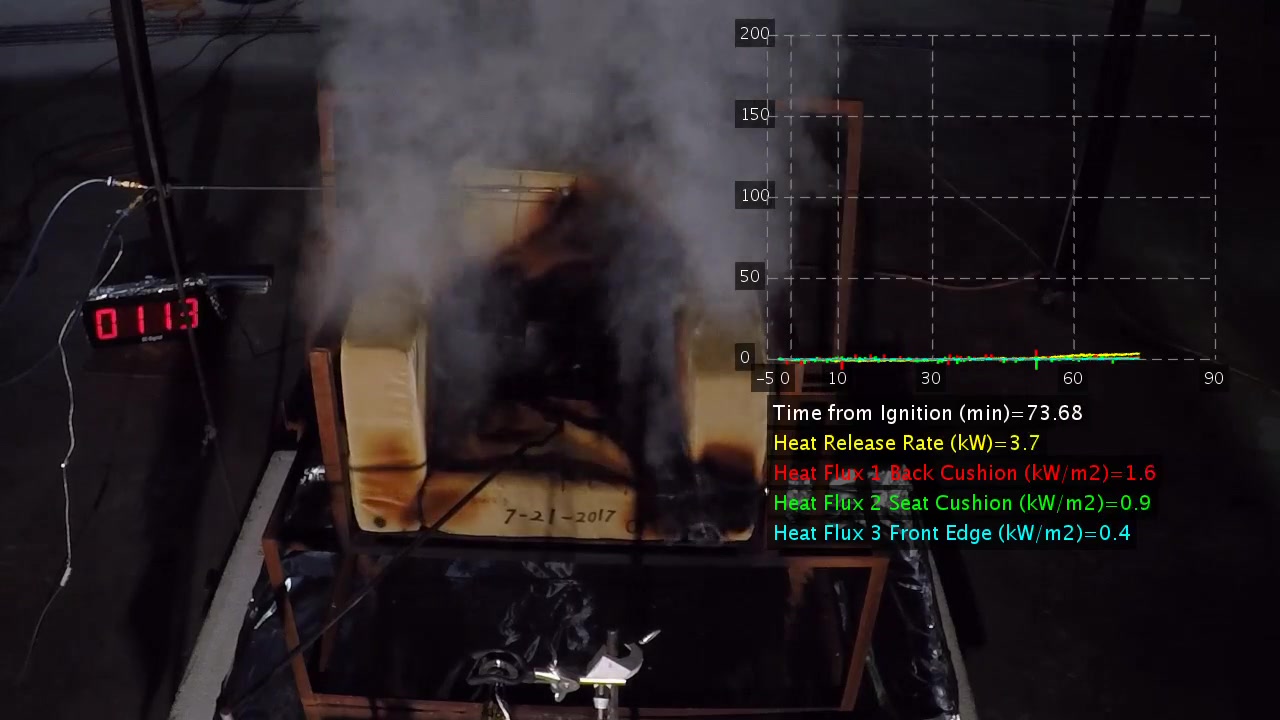 200
150
100
50
0
-5 0 10 30 60 90
Time from Ignition (min)=73.68
Heat Release Rate (kW)=3.7
Heat Flux 1 Back Cushion (kW/m2)=1.6
Heat Flux 2 Seat Cushion (kW/m2)=0.9
Heat Flux 3 Front Edge (kW/m2)=0.4
01:13
7-21-2017